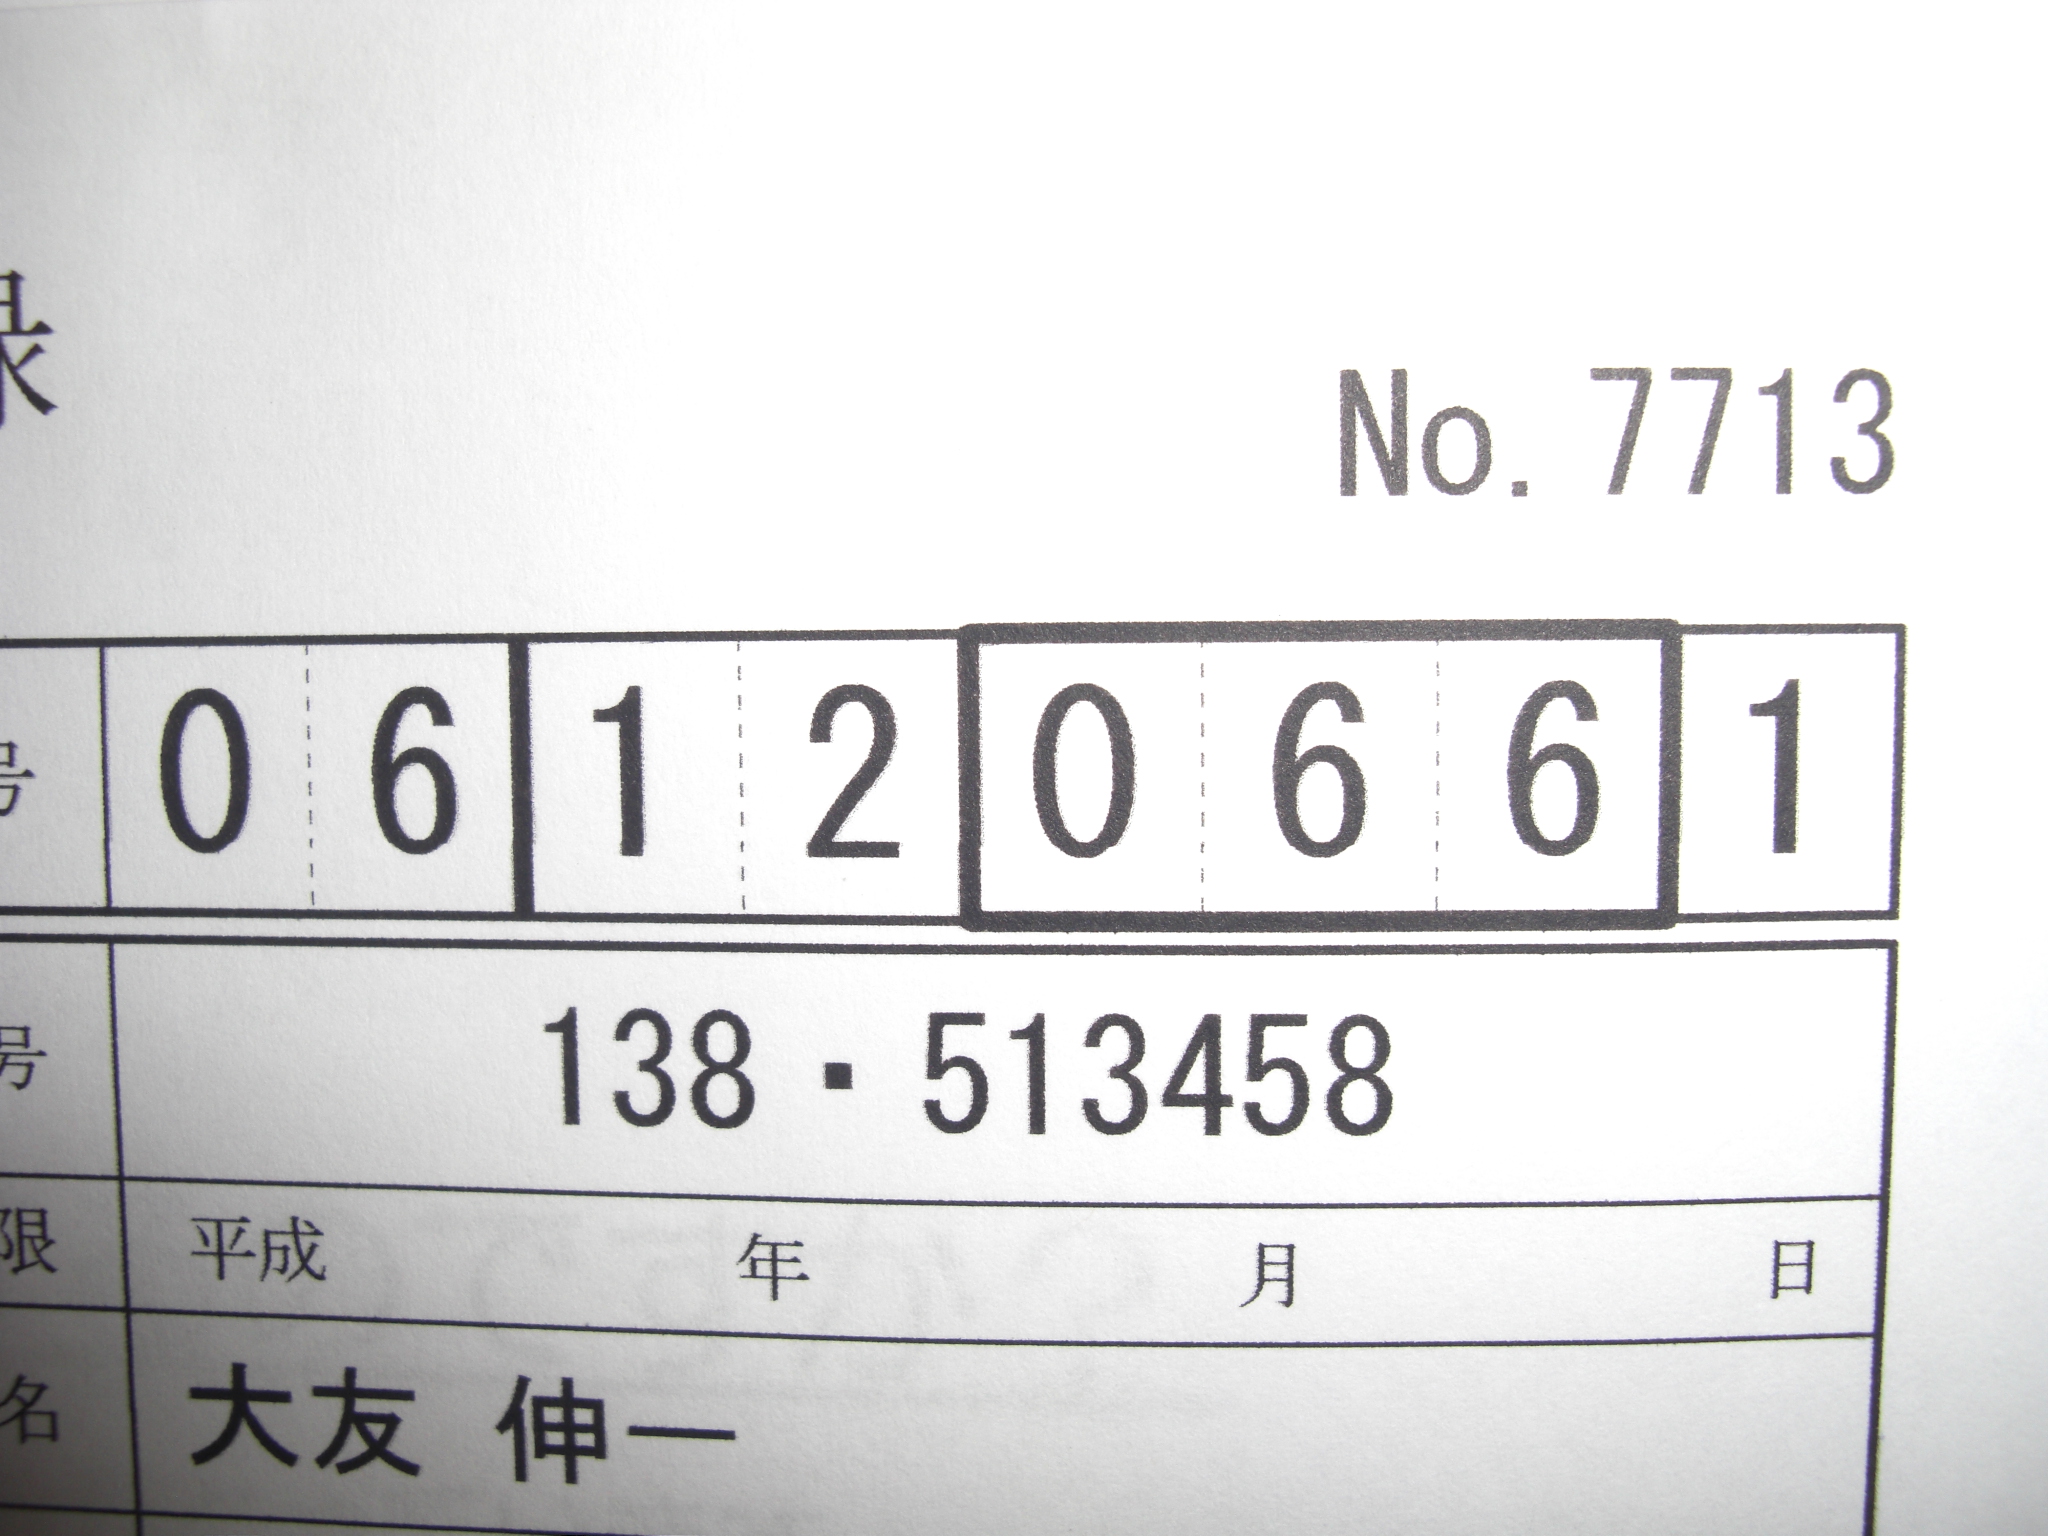 録
No. 7713
号 0 6 1 2 0 6 6 1
号 138・513458
限 平成 年 月 日
名 大友 伸一